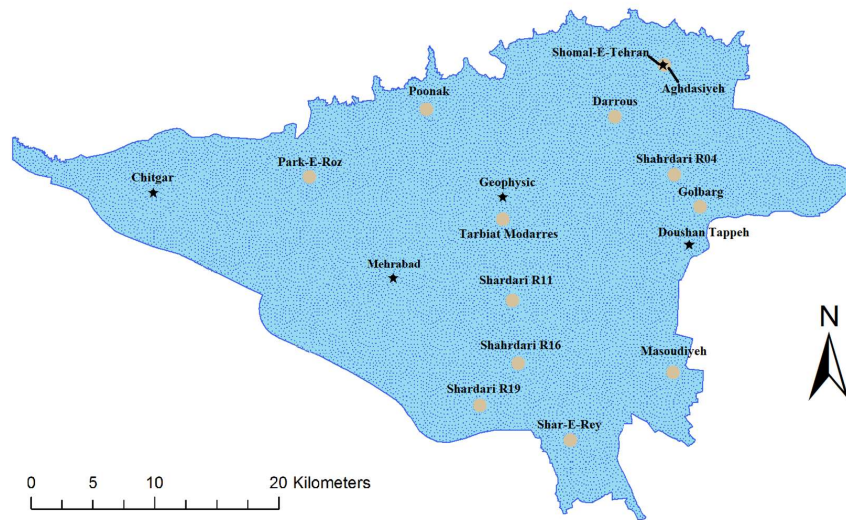 Shomal-E-Tehran
Aghdasiyeh
Poonak
Darrous
Park-E-Roz
Shahrdari R04
Chitgar
Geophysic
Golbarg
Tarbiat Modarres
Doushan Tappeh
Mehrabad
Shardari R11
N
Shahrdari R16
Masoudiyeh
Shardari R19
Shar-E-Rey
0 5 10 20 Kilometers